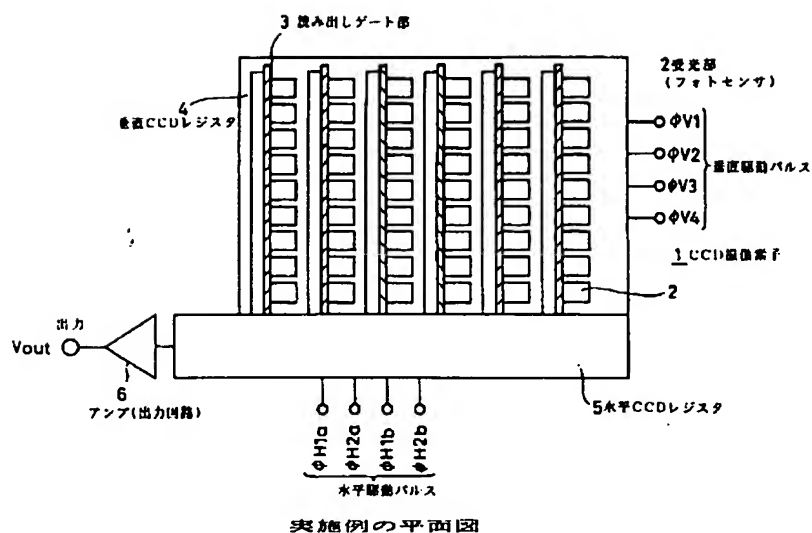 3 読み出しゲート部
2受光部
(フォトセンサ)
4
垂直CCDレジスタ
ϕV1
ϕV2
ϕV3
ϕV4
垂直駆動パルス
1 CCD撮像素子
2
出力
Vout
6
アンプ(出力回路)
5水平CCDレジスタ
ϕH1a
ϕH2a
ϕH1b
ϕH2b
水平駆動パルス
実施例の平面図